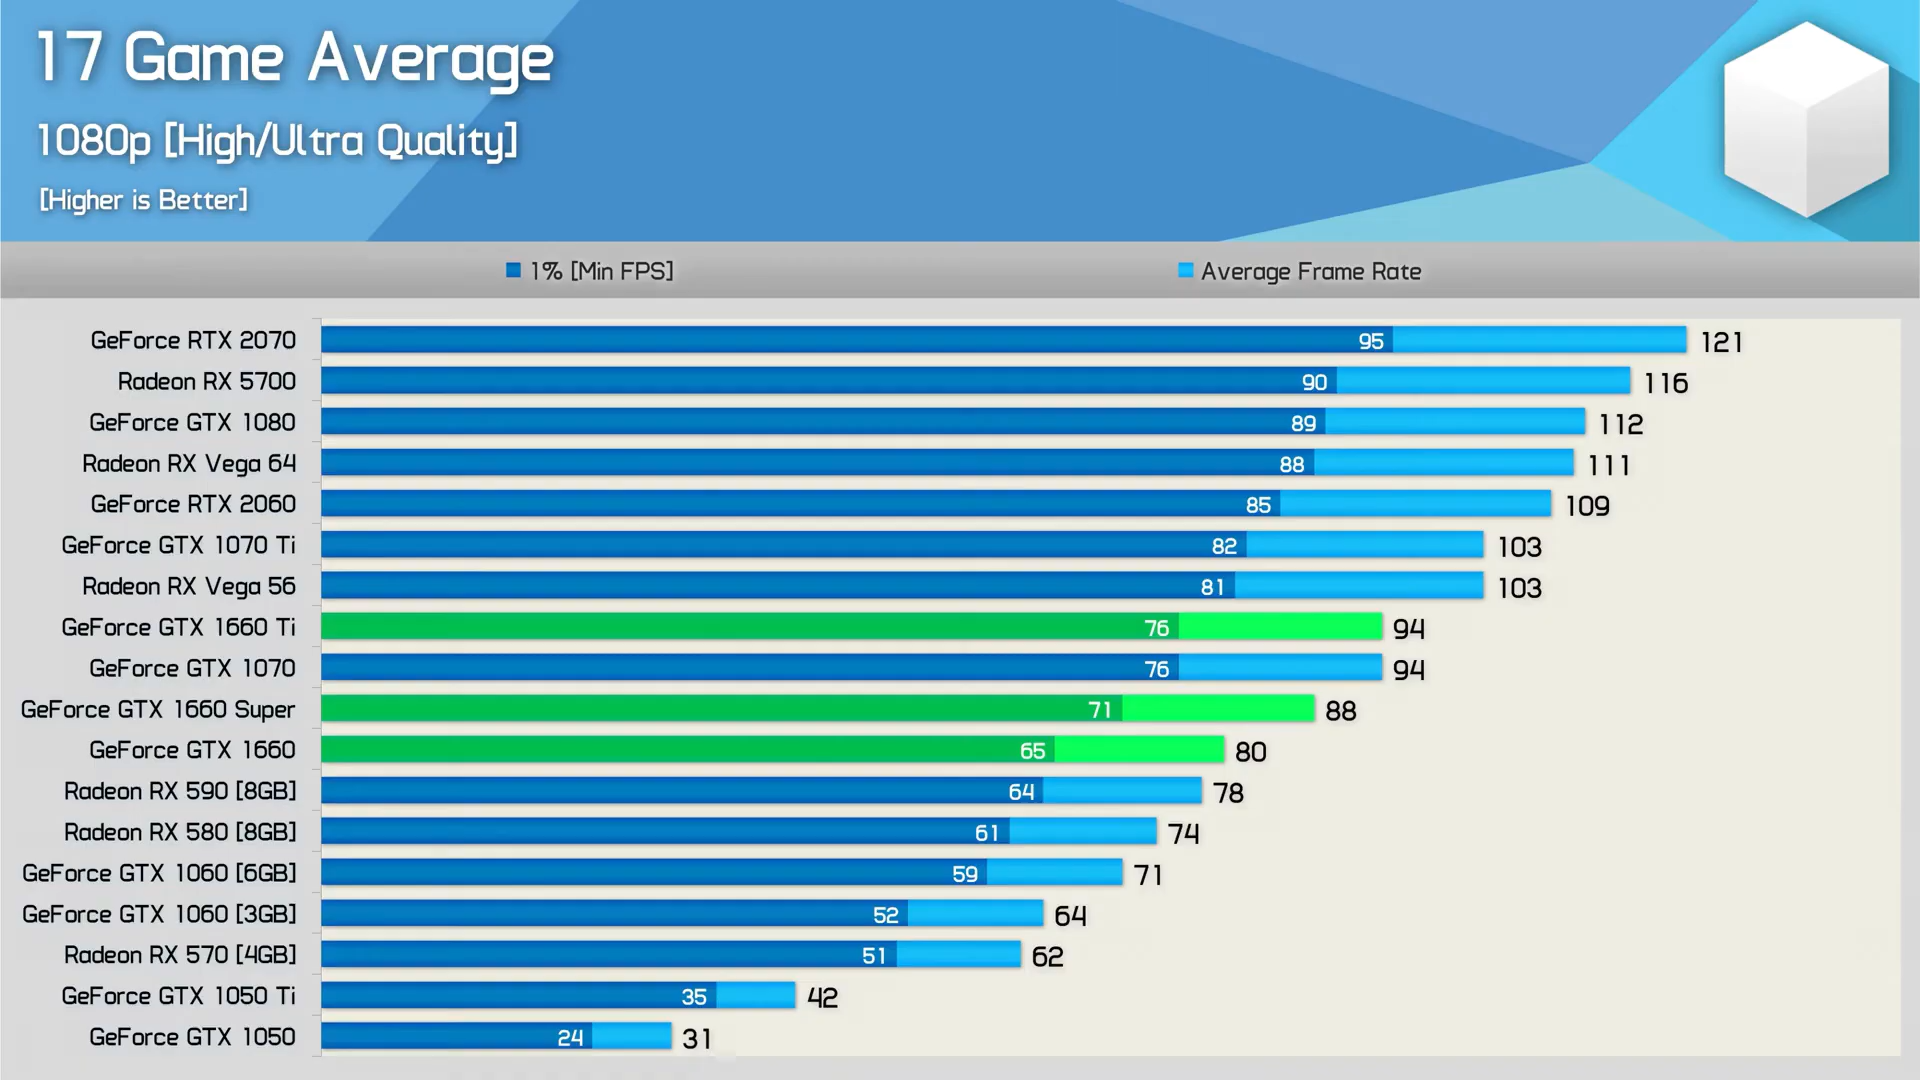 17 Game Average
1080p [High/Ultra Quality]
[Higher is Better]
1% [Min FPS] Average Frame Rate
GeForce RTX 2070 95 121
Radeon RX 5700 90 116
GeForce GTX 1080 89 112
Radeon RX Vega 64 88 111
GeForce RTX 2060 85 109
GeForce GTX 1070 Ti 82 103
Radeon RX Vega 56 81 103
GeForce GTX 1660 Ti 76 94
GeForce GTX 1070 76 94
GeForce GTX 1660 Super 71 88
GeForce GTX 1660 65 80
Radeon RX 590 [8GB] 64 78
Radeon RX 580 [8GB] 61 74
GeForce GTX 1060 [6GB] 59 71
GeForce GTX 1060 [3GB] 52 64
Radeon RX 570 [4GB] 51 62
GeForce GTX 1050 Ti 35 42
GeForce GTX 1050 24 31